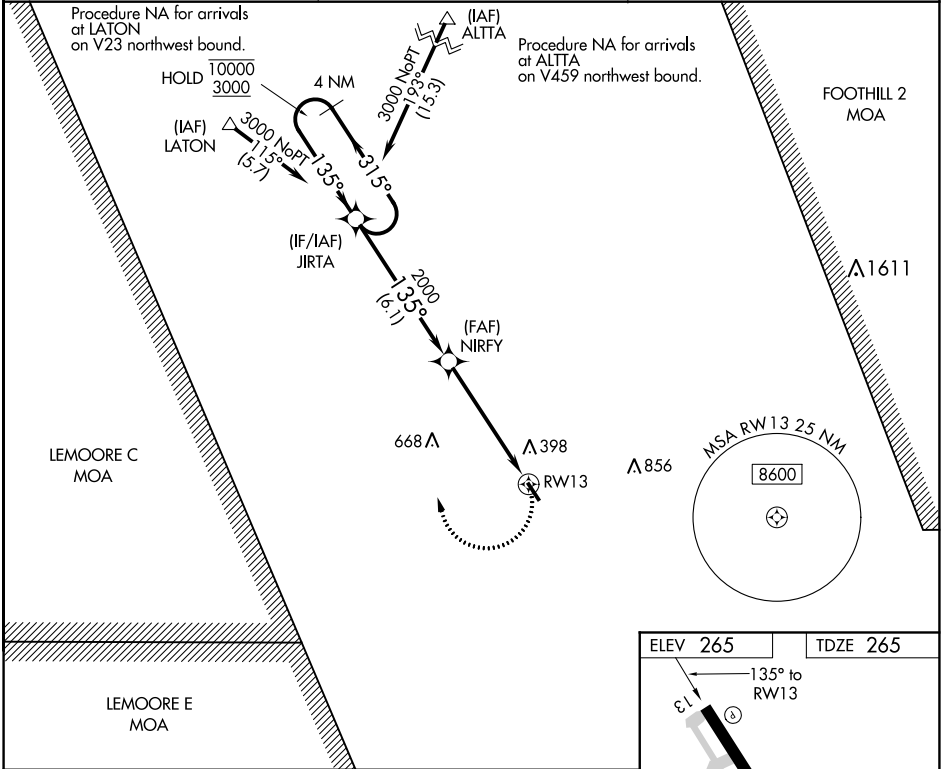 Procedure NA for arrivals
at LATON
on V23 northwest bound.
(IAF)
ALTTA
Procedure NA for arrivals
at ALTTA
on V459 northwest bound.
HOLD
10000
3000
4 NM
3000 NoPT
193°
(15.3)
FOOTHILL 2
MOA
(IAF)
LATON
3000 NoPT
115°
(5.7)
135°
315°
(IF/IAF)
JIRTA
1611
2000
135°
(6.1)
(FAF)
NIRFY
668
398
LEMOORE C
MOA
856
MSA RW13 25 NM
8600
RW13
ELEV 265
TDZE 265
135° to
RW13
LEMOORE E
MOA
13
P